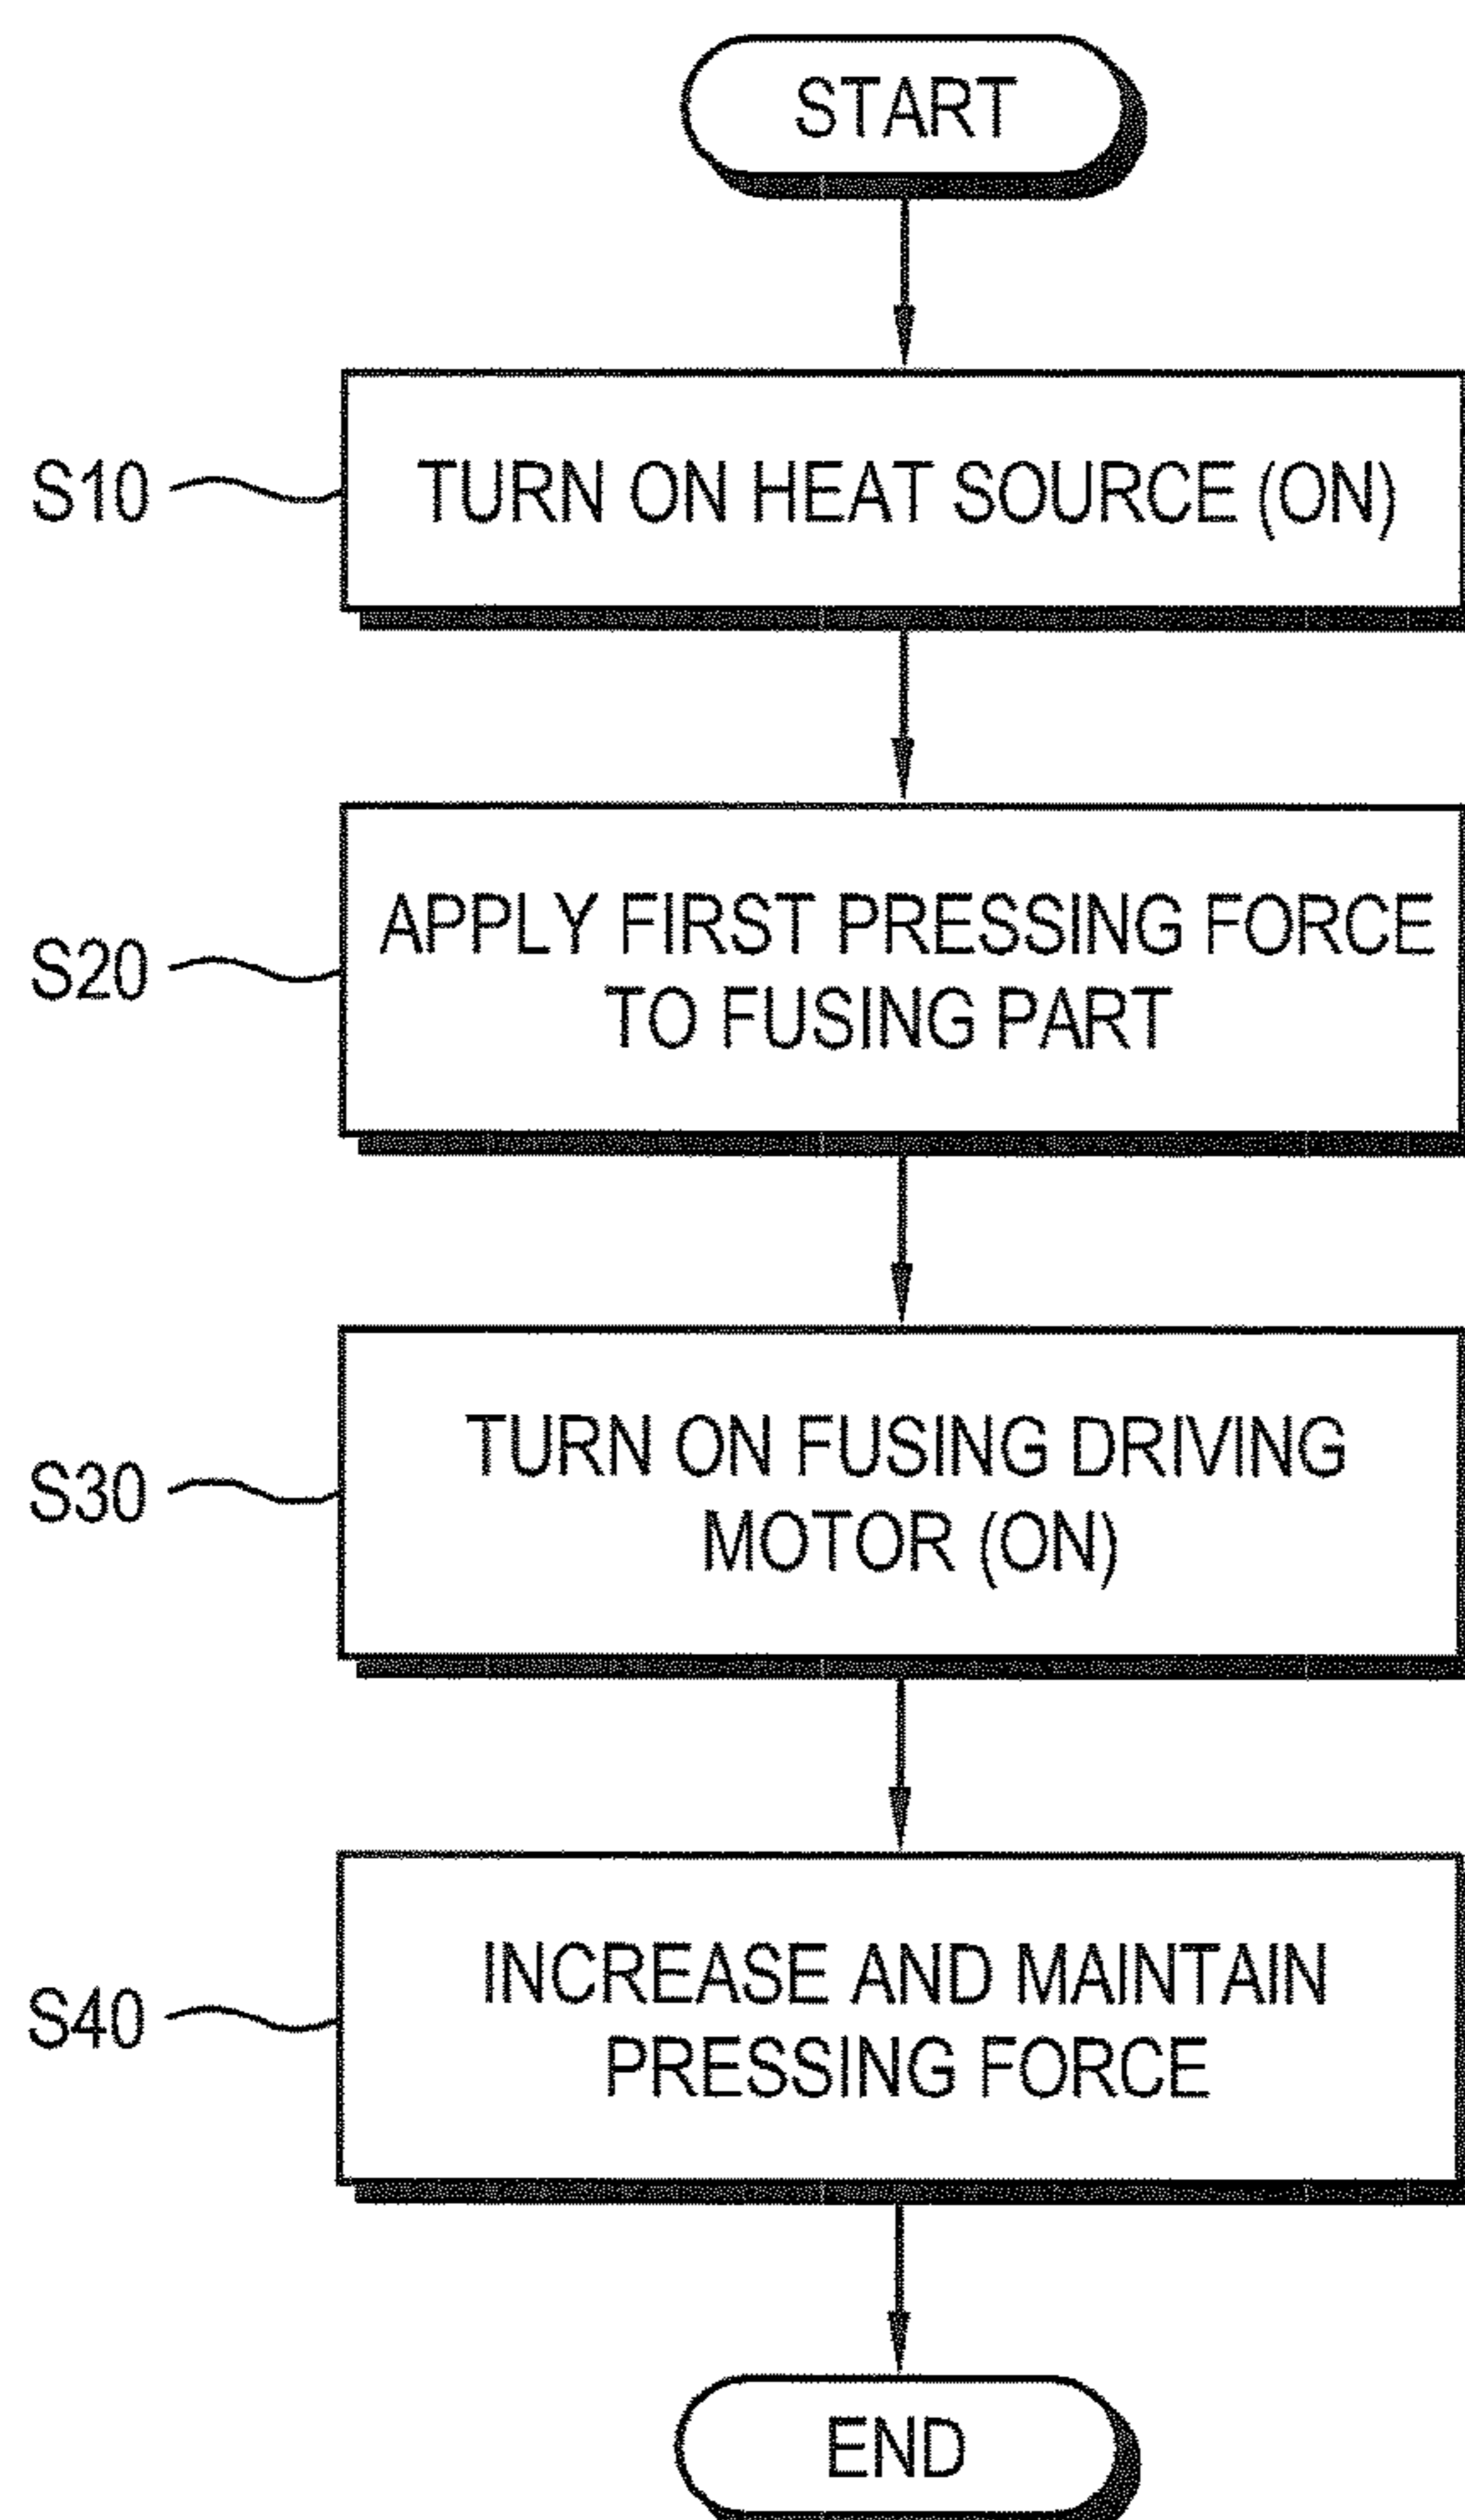 START
S10
TURN ON HEAT SOURCE (ON)
S20
APPLY FIRST PRESSING FORCE
TO FUSING PART
S30
TURN ON FUSING DRIVING
MOTOR (ON)
S40
INCREASE AND MAINTAIN
PRESSING FORCE
END